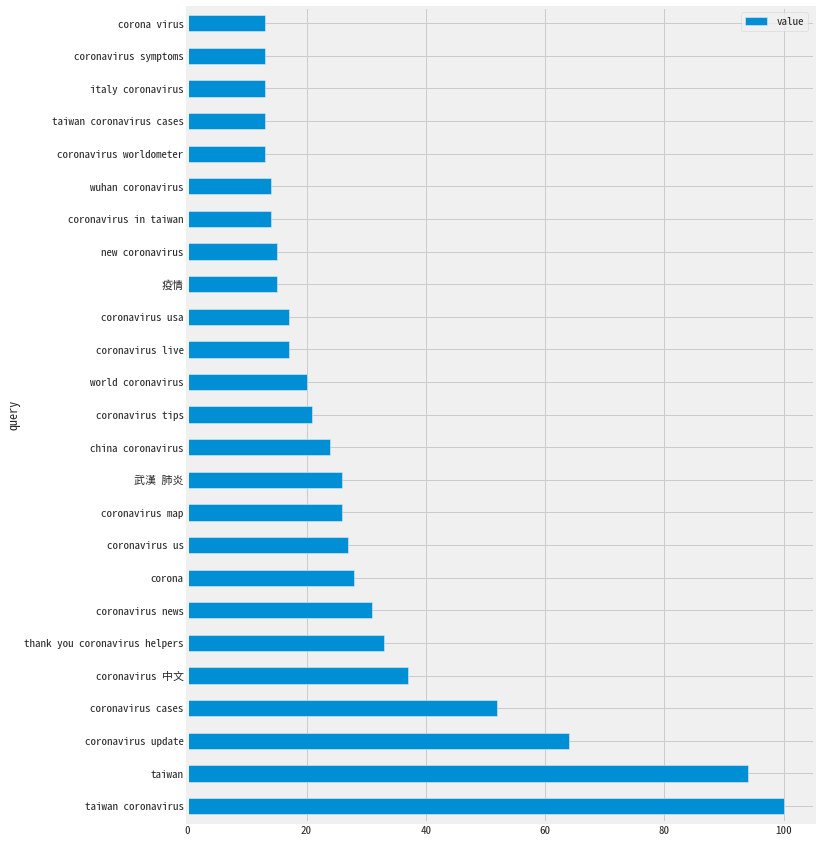 value
corona virus
coronavirus symptoms
italy coronavirus
taiwan coronavirus cases
coronavirus worldometer
wuhan coronavirus
coronavirus in taiwan
new coronavirus
疫情
coronavirus usa
coronavirus live
world coronavirus
coronavirus tips
china coronavirus
武漢 肺炎
coronavirus map
coronavirus us
corona
coronavirus news
thank you coronavirus helpers
coronavirus 中文
coronavirus cases
coronavirus update
taiwan
taiwan coronavirus
query
0 20 40 60 80 100